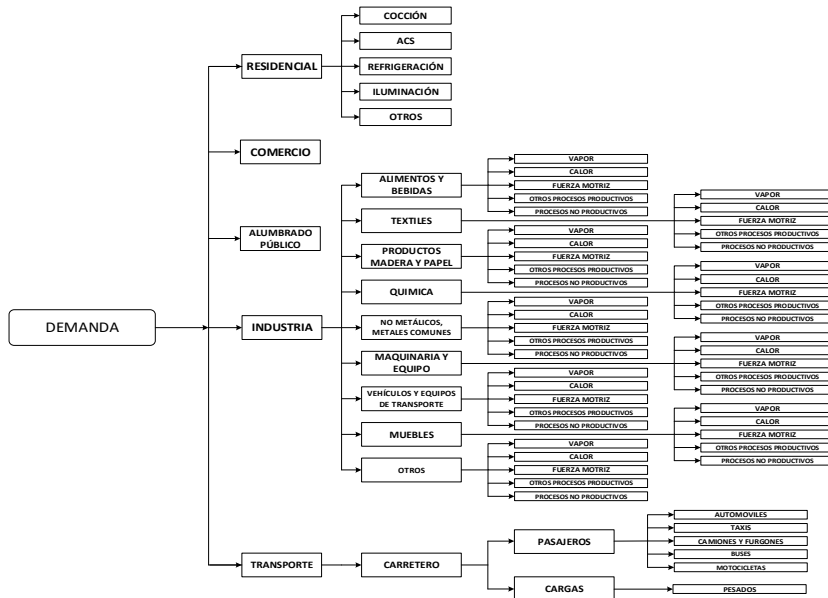 DEMANDA
RESIDENCIAL
COCCIÓN
ACS
REFRIGERACIÓN
ILUMINACIÓN
OTROS
COMERCIO
ALUMBRADO
PÚBLICO
INDUSTRIA
ALIMENTOS Y
BEBIDAS
VAPOR
CALOR
FUERZA MOTRIZ
OTROS PROCESOS PRODUCTIVOS
PROCESOS NO PRODUCTIVOS
TEXTILES
VAPOR
CALOR
FUERZA MOTRIZ
OTROS PROCESOS PRODUCTIVOS
PROCESOS NO PRODUCTIVOS
PRODUCTOS
MADERA Y PAPEL
VAPOR
CALOR
FUERZA MOTRIZ
OTROS PROCESOS PRODUCTIVOS
PROCESOS NO PRODUCTIVOS
QUIMICA
VAPOR
CALOR
FUERZA MOTRIZ
OTROS PROCESOS PRODUCTIVOS
PROCESOS NO PRODUCTIVOS
NO METÁLICOS,
METALES COMUNES
VAPOR
CALOR
FUERZA MOTRIZ
OTROS PROCESOS PRODUCTIVOS
PROCESOS NO PRODUCTIVOS
MAQUINARIA Y
EQUIPO
VAPOR
CALOR
FUERZA MOTRIZ
OTROS PROCESOS PRODUCTIVOS
PROCESOS NO PRODUCTIVOS
VEHÍCULOS Y EQUIPOS
DE TRANSPORTE
VAPOR
CALOR
FUERZA MOTRIZ
OTROS PROCESOS PRODUCTIVOS
PROCESOS NO PRODUCTIVOS
MUEBLES
VAPOR
CALOR
FUERZA MOTRIZ
OTROS PROCESOS PRODUCTIVOS
PROCESOS NO PRODUCTIVOS
OTROS
VAPOR
CALOR
FUERZA MOTRIZ
OTROS PROCESOS PRODUCTIVOS
PROCESOS NO PRODUCTIVOS
TRANSPORTE
CARRETERO
PASAJEROS
AUTOMOVILES
TAXIS
CAMIONES Y FURGONES
BUSES
MOTOCICLETAS
CARGAS
PESADOS